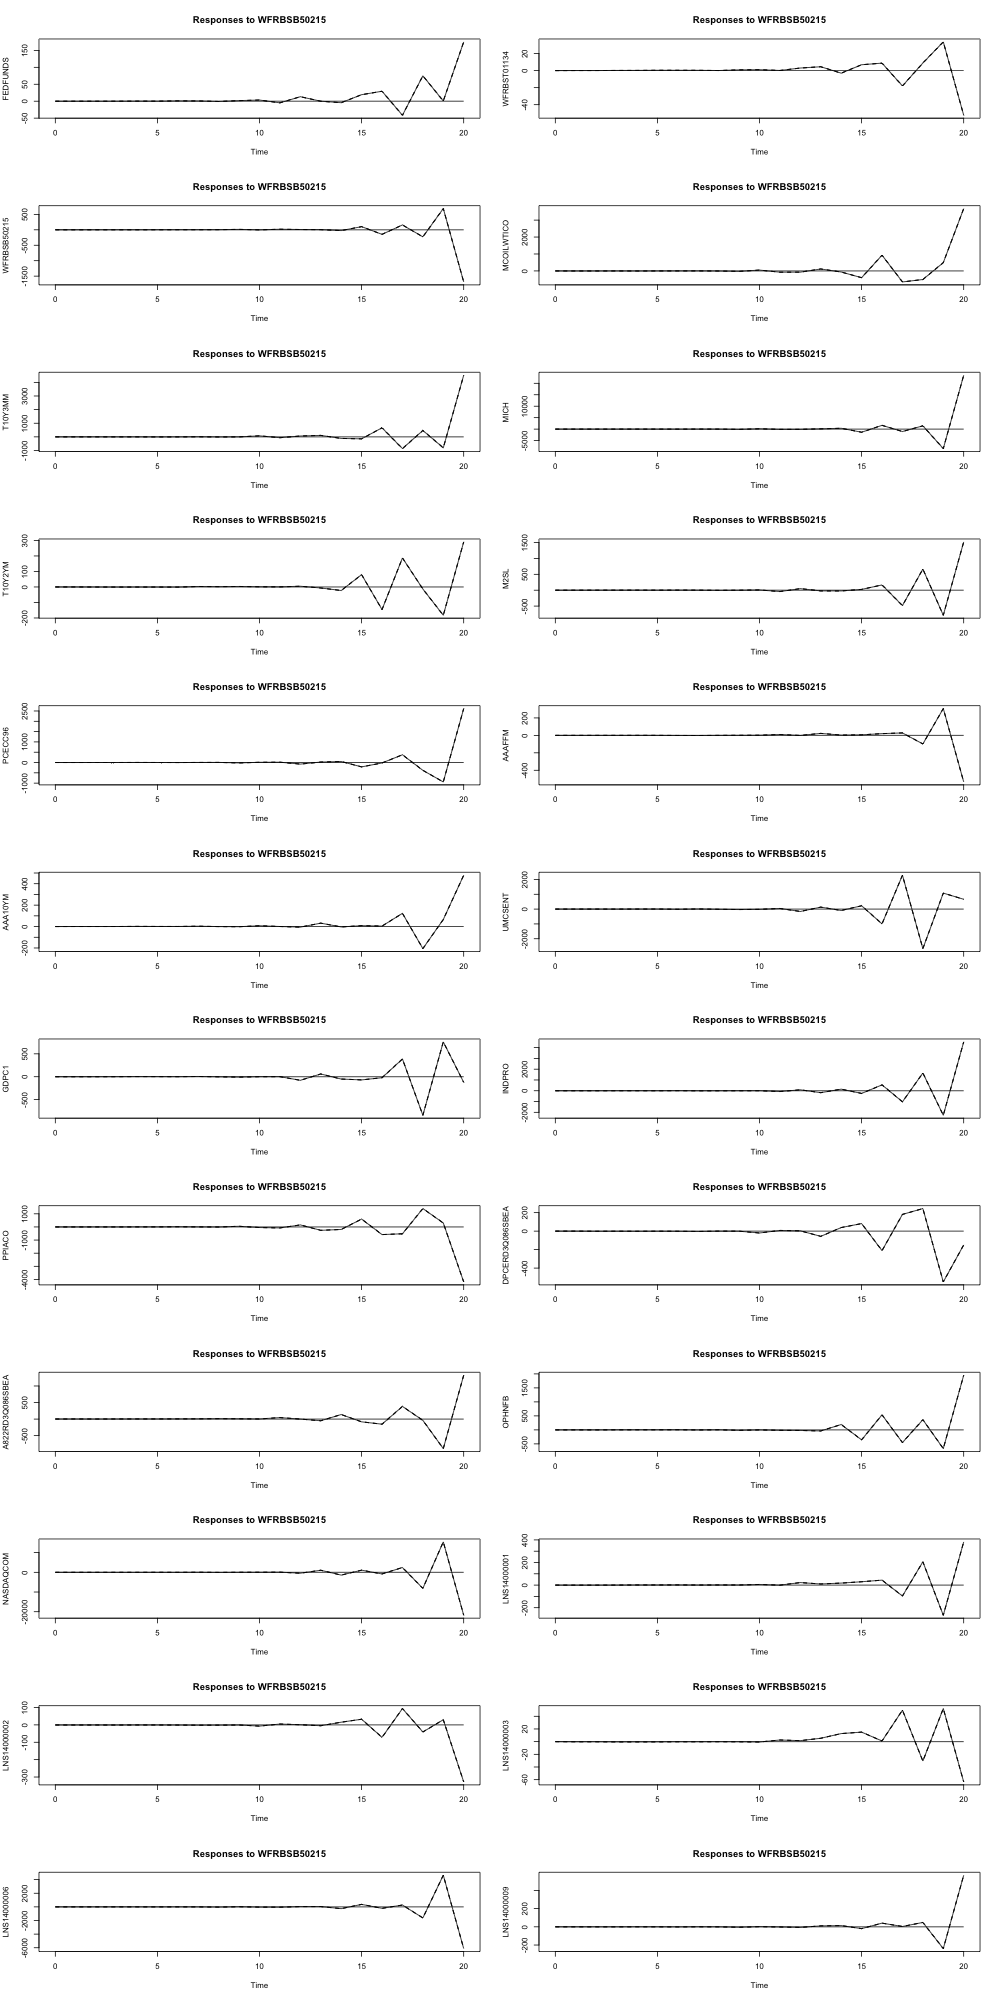 Responses to WFRBSB50215
FEDFUNDS
-50 0 50 150
0 5 10 15 20
Time
Responses to WFRBSB50215
WFRBST01134
-40 0 20
0 5 10 15 20
Time
Responses to WFRBSB50215
WFRBSB50215
-1500 -500 500
0 5 10 15 20
Time
Responses to WFRBSB50215
MCOILWTICO
0 2000
0 5 10 15 20
Time
Responses to WFRBSB50215
T10Y3MM
-1000 1000 3000
0 5 10 15 20
Time
Responses to WFRBSB50215
MICH
-5000 10000
0 5 10 15 20
Time
Responses to WFRBSB50215
T10Y2YM
-200 0 100 300
0 5 10 15 20
Time
Responses to WFRBSB50215
M2SL
-500 500 1500
0 5 10 15 20
Time
Responses to WFRBSB50215
PCECC96
-1000 0 1000 2500
0 5 10 15 20
Time
Responses to WFRBSB50215
AAAFFM
-400 0 200
0 5 10 15 20
Time
Responses to WFRBSB50215
AAA10YM
-200 0 200 400
0 5 10 15 20
Time
Responses to WFRBSB50215
UMCSENT
-2000 0 2000
0 5 10 15 20
Time
Responses to WFRBSB50215
GDPC1
-500 0 500
0 5 10 15 20
Time
Responses to WFRBSB50215
INDPRO
-2000 0 2000
0 5 10 15 20
Time
Responses to WFRBSB50215
PPIACO
-4000 -1000 1000
0 5 10 15 20
Time
Responses to WFRBSB50215
DPCERD3Q086SBEA
-400 0 200
0 5 10 15 20
Time
Responses to WFRBSB50215
A822RD3Q086SBEA
-500 500
0 5 10 15 20
Time
Responses to WFRBSB50215
OPHNFB
-500 500 1500
0 5 10 15 20
Time
Responses to WFRBSB50215
NASDAQCOM
-20000 0
0 5 10 15 20
Time
Responses to WFRBSB50215
LNS14000001
-200 0 200 400
0 5 10 15 20
Time
Responses to WFRBSB50215
LNS14000002
-300 -100 0 100
0 5 10 15 20
Time
Responses to WFRBSB50215
LNS14000003
-60 -20 20
0 5 10 15 20
Time
Responses to WFRBSB50215
LNS14000006
-6000 -2000 2000
0 5 10 15 20
Time
Responses to WFRBSB50215
LNS14000009
-200 0 200
0 5 10 15 20
Time